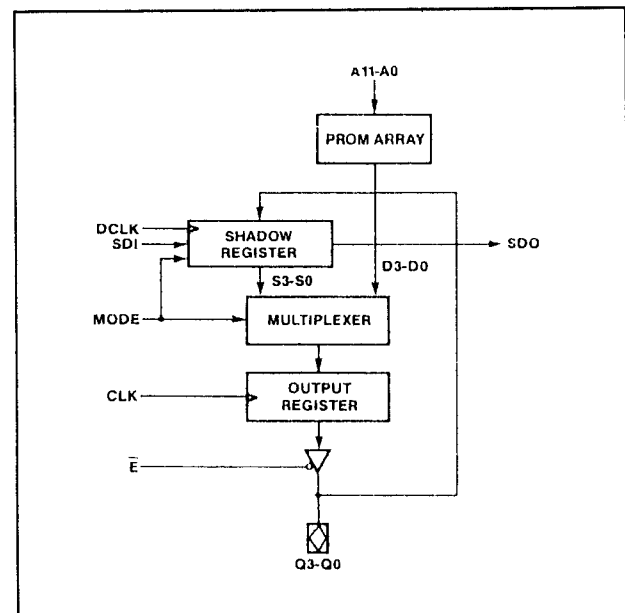 A11-A0
PROM ARRAY
DCLK
SDI
SHADOW
REGISTER
SDO
S3-S0
D3-D0
MODE
MULTIPLEXER
CLK
OUTPUT
REGISTER
E̅
Q3-Q0